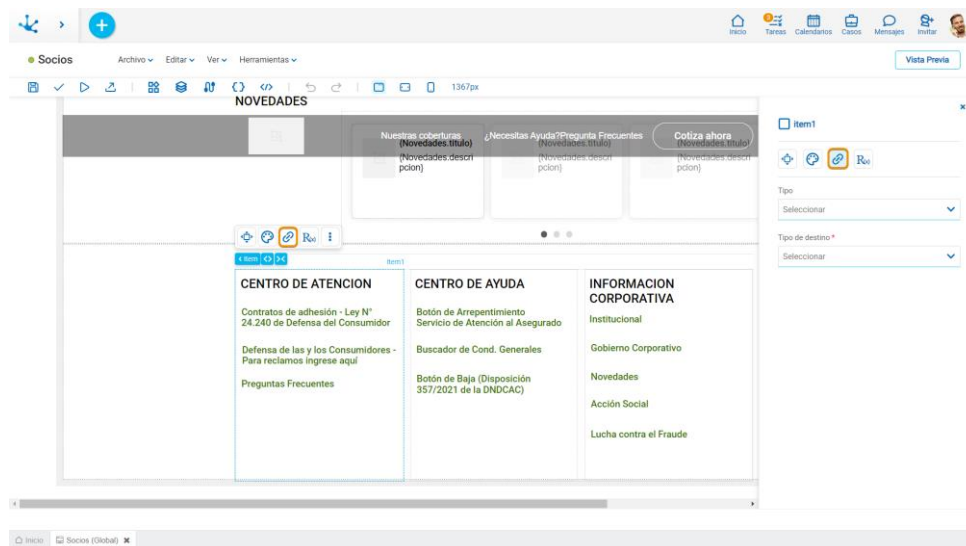 Inicio
3
Tareas
Calendarios
Casos
Mensajes
Invitar
Socios
Archivo
Editar
Ver
Herramientas
Vista Previa
1367px
NOVEDADES
Nuestras coberturas
¿Necesitas Ayuda?Pregunta Frecuentes
Cotiza ahora
{Novedades.titulo}
{Novedades.titulo}
{Novedades.titulo}
{Novedades.descri
pcion}
{Novedades.descri
pcion}
{Novedades.descri
pcion}
R(x)
Item
item1
CENTRO DE ATENCION
Contratos de adhesión - Ley N°
24.240 de Defensa del Consumidor
Defensa de las y los Consumidores -
Para reclamos ingrese aquí
Preguntas Frecuentes
CENTRO DE AYUDA
Botón de Arrepentimiento
Servicio de Atención al Asegurado
Buscador de Cond. Generales
Botón de Baja (Disposición
357/2021 de la DNDCAC)
INFORMACION
CORPORATIVA
Institucional
Gobierno Corporativo
Novedades
Acción Social
Lucha contra el Fraude
item1
R(x)
Tipo
Seleccionar
Tipo de destino *
Seleccionar
Inicio
Socios (Global)